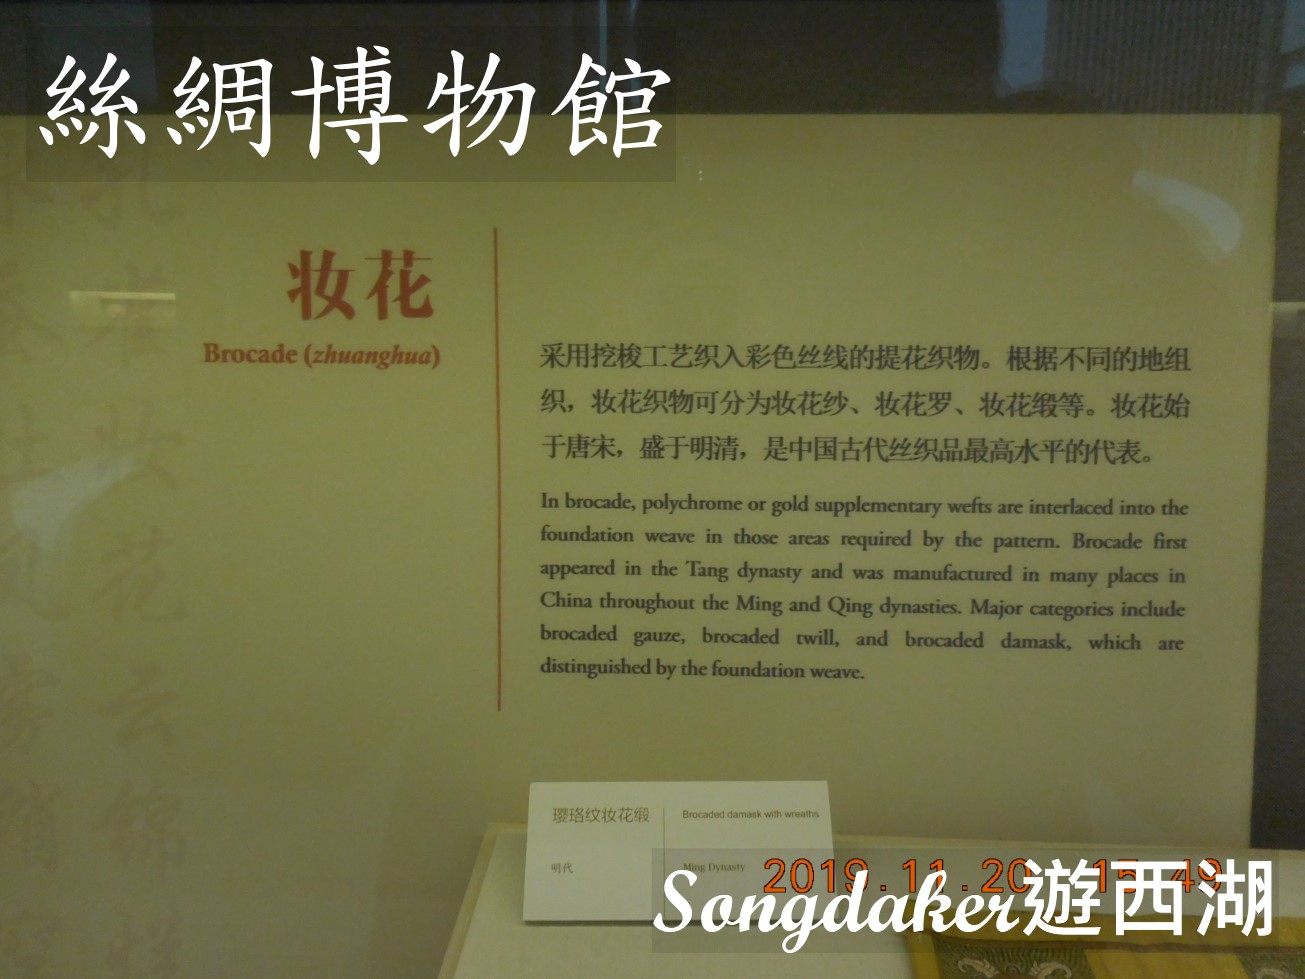 絲綢博物館
妆花
Brocade (zhuanghua)
采用挖梭工艺织入彩色丝线的提花织物。根据不同的地组
织，妆花织物可分为妆花纱、妆花罗、妆花缎等。妆花始
于唐宋，盛于明清，是中国古代丝织品最高水平的代表。
In brocade, polychrome or gold supplementary wefts are interlaced into the
foundation weave in those areas required by the pattern. Brocade first
appeared in the Tang dynasty and was manufactured in many places in
China throughout the Ming and Qing dynasties. Major categories include
brocaded gauze, brocaded twill, and brocaded damask, which are
distinguished by the foundation weave.
璎珞纹妆花缎
Brocaded damask with wreaths
明代
Ming Dynasty
2019.11.20 15:49
Songdaker遊西湖